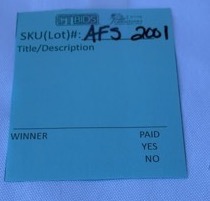 SKU(Lot)#: AFS 2001
Title/Description
WINNER PAID
YES
NO